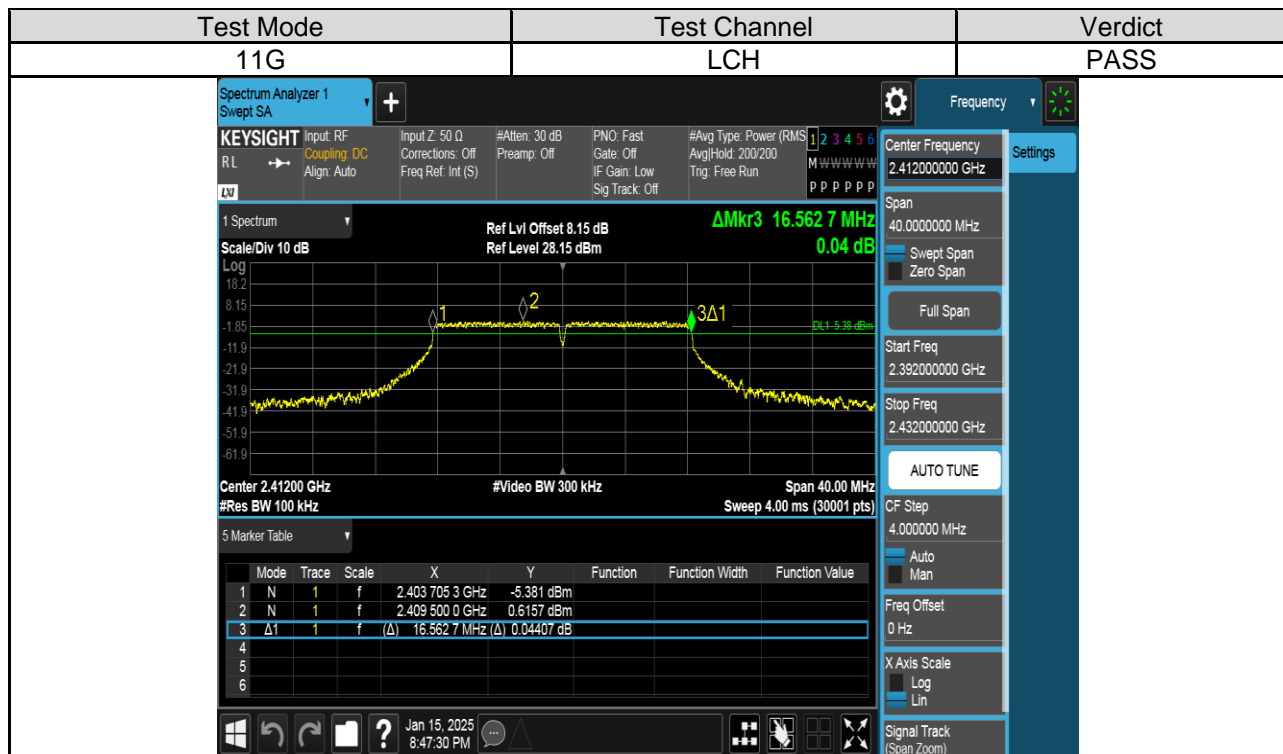 Test Mode Test Channel Verdict
11G LCH PASS
Spectrum Analyzer 1
Swept SA
+
Frequency
KEYSIGHT
RL
LXI
Input: RF
Coupling: DC
Align: Auto
Input Z: 50 Ω
Corrections: Off
Freq Ref: Int (S)
#Atten: 30 dB
Preamp: Off
PNO: Fast
Gate: Off
IF Gain: Low
Sig Track: Off
#Avg Type: Power (RMS
Avg|Hold: 200/200
Trig: Free Run
1 2 3 4 5 6
M W W W W W
P P P P P P
1 Spectrum
Scale/Div 10 dB
Ref Lvl Offset 8.15 dB
Ref Level 28.15 dBm
ΔMkr3 16.562 7 MHz
0.04 dB
Log
18.2
8.15
-1.85
-11.9
-21.9
-31.9
-41.9
-51.9
-61.9
1
2
3Δ1
DL1 -5.38 dBm
Center 2.41200 GHz
#Res BW 100 kHz
#Video BW 300 kHz
Span 40.00 MHz
Sweep 4.00 ms (30001 pts)
5 Marker Table
Mode Trace Scale X Y Function Function Width Function Value
1 N 1 f 2.403 705 3 GHz -5.381 dBm
2 N 1 f 2.409 500 0 GHz 0.6157 dBm
3 Δ1 1 f (Δ) 16.562 7 MHz (Δ) 0.04407 dB
4
5
6
?
Jan 15, 2025
8:47:30 PM
Center Frequency
2.412000000 GHz
Settings
Span
40.0000000 MHz
Swept Span
Zero Span
Full Span
Start Freq
2.392000000 GHz
Stop Freq
2.432000000 GHz
AUTO TUNE
CF Step
4.000000 MHz
Auto
Man
Freq Offset
0 Hz
X Axis Scale
Log
Lin
Signal Track
(Span Zoom)